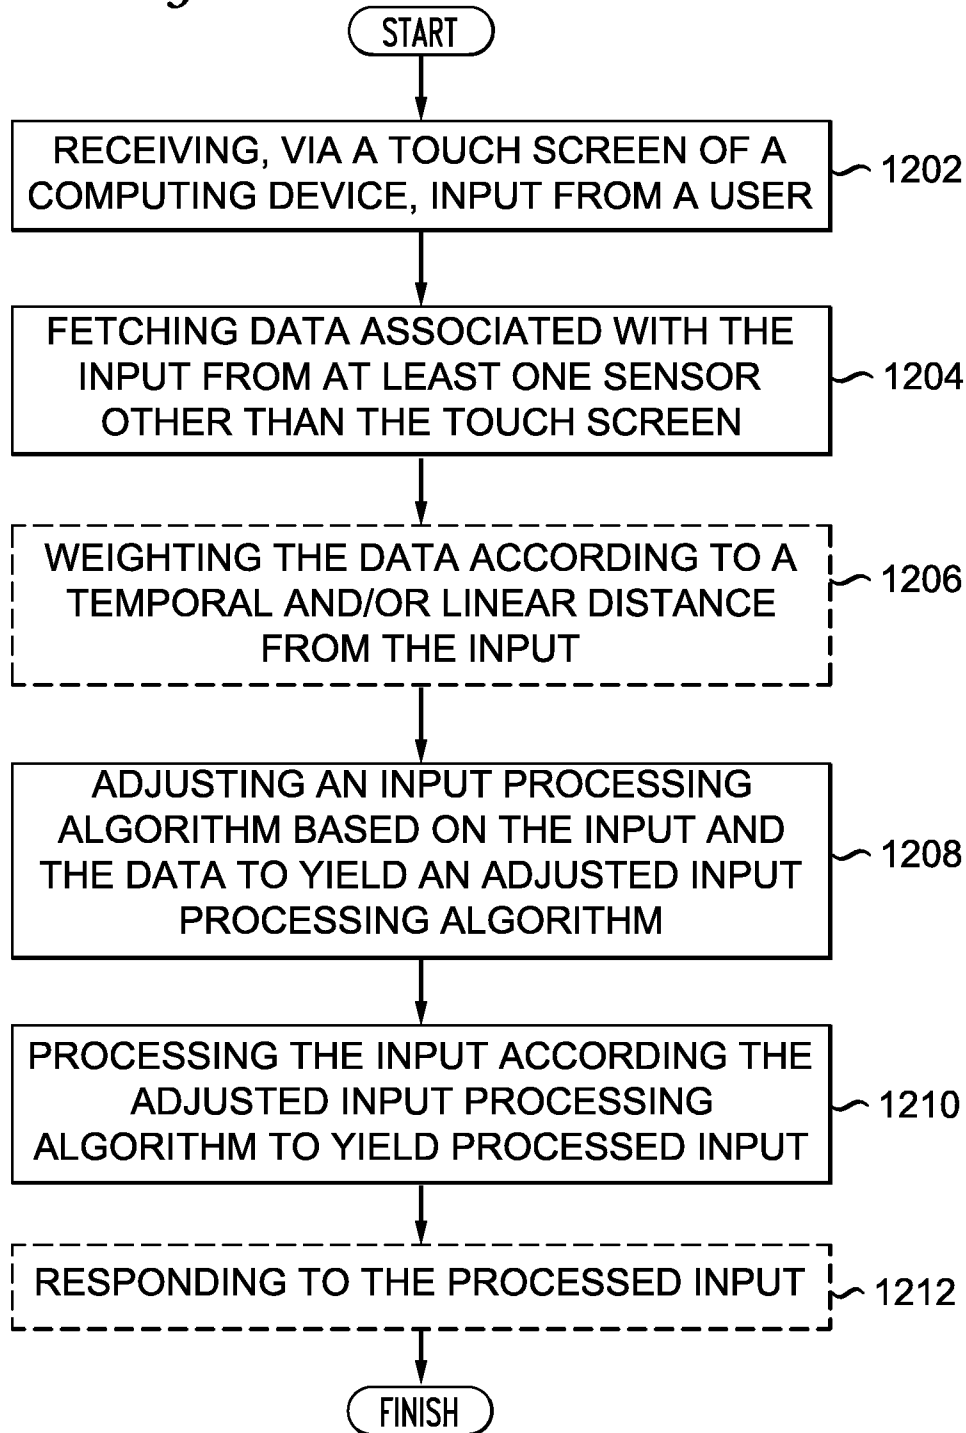 START
RECEIVING, VIA A TOUCH SCREEN OF A
COMPUTING DEVICE, INPUT FROM A USER
1202
FETCHING DATA ASSOCIATED WITH THE
INPUT FROM AT LEAST ONE SENSOR
OTHER THAN THE TOUCH SCREEN
1204
WEIGHTING THE DATA ACCORDING TO A
TEMPORAL AND/OR LINEAR DISTANCE
FROM THE INPUT
1206
ADJUSTING AN INPUT PROCESSING
ALGORITHM BASED ON THE INPUT AND
THE DATA TO YIELD AN ADJUSTED INPUT
PROCESSING ALGORITHM
1208
PROCESSING THE INPUT ACCORDING THE
ADJUSTED INPUT PROCESSING
ALGORITHM TO YIELD PROCESSED INPUT
1210
RESPONDING TO THE PROCESSED INPUT
1212
FINISH